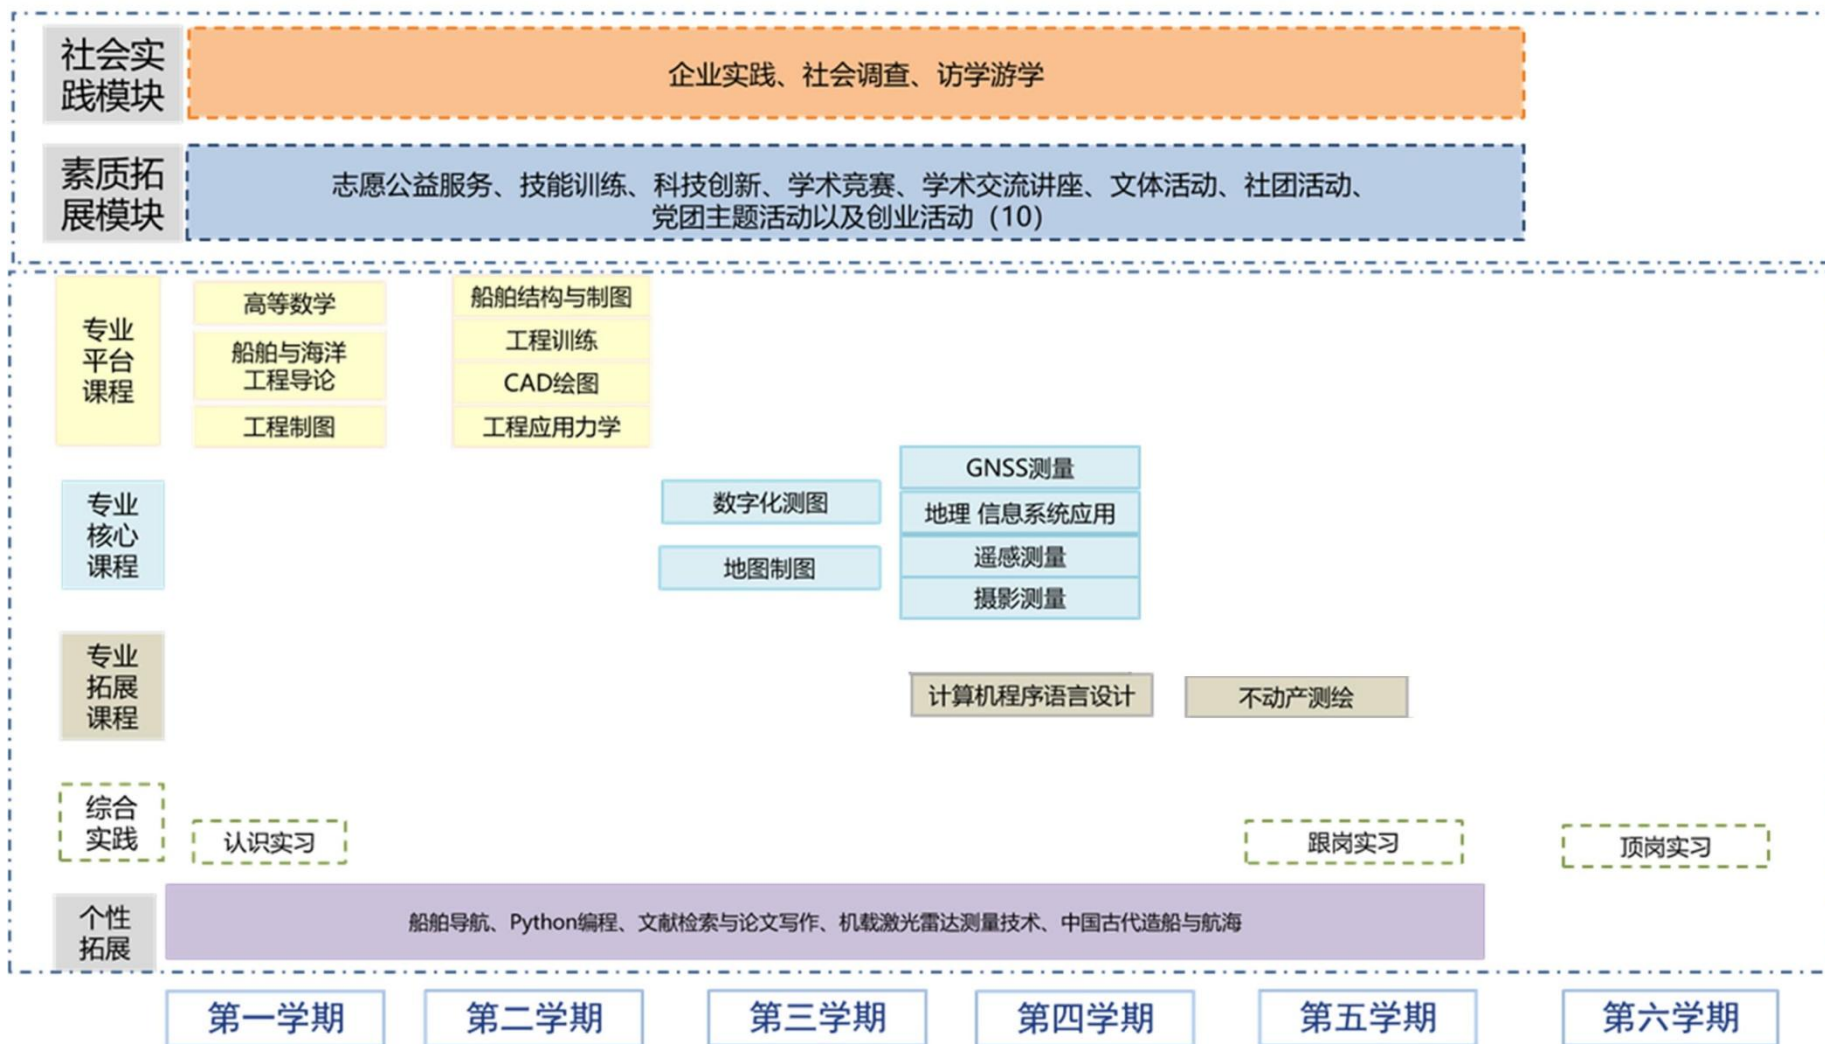 社会实
践模块
企业实践、社会调查、访学游学
素质拓
展模块
志愿公益服务、技能训练、科技创新、学术竞赛、学术交流讲座、文体活动、社团活动、
党团主题活动以及创业活动（10）
专业
平台
课程
高等数学
船舶与海洋
工程导论
工程制图
船舶结构与制图
工程训练
CAD绘图
工程应用力学
专业
核心
课程
数字化测图
地图制图
GNSS测量
地理 信息系统应用
遥感测量
摄影测量
专业
拓展
课程
计算机程序语言设计
不动产测绘
综合
实践
认识实习
跟岗实习
顶岗实习
个性
拓展
船舶导航、Python编程、文献检索与论文写作、机载激光雷达测量技术、中国古代造船与航海
第一学期
第二学期
第三学期
第四学期
第五学期
第六学期